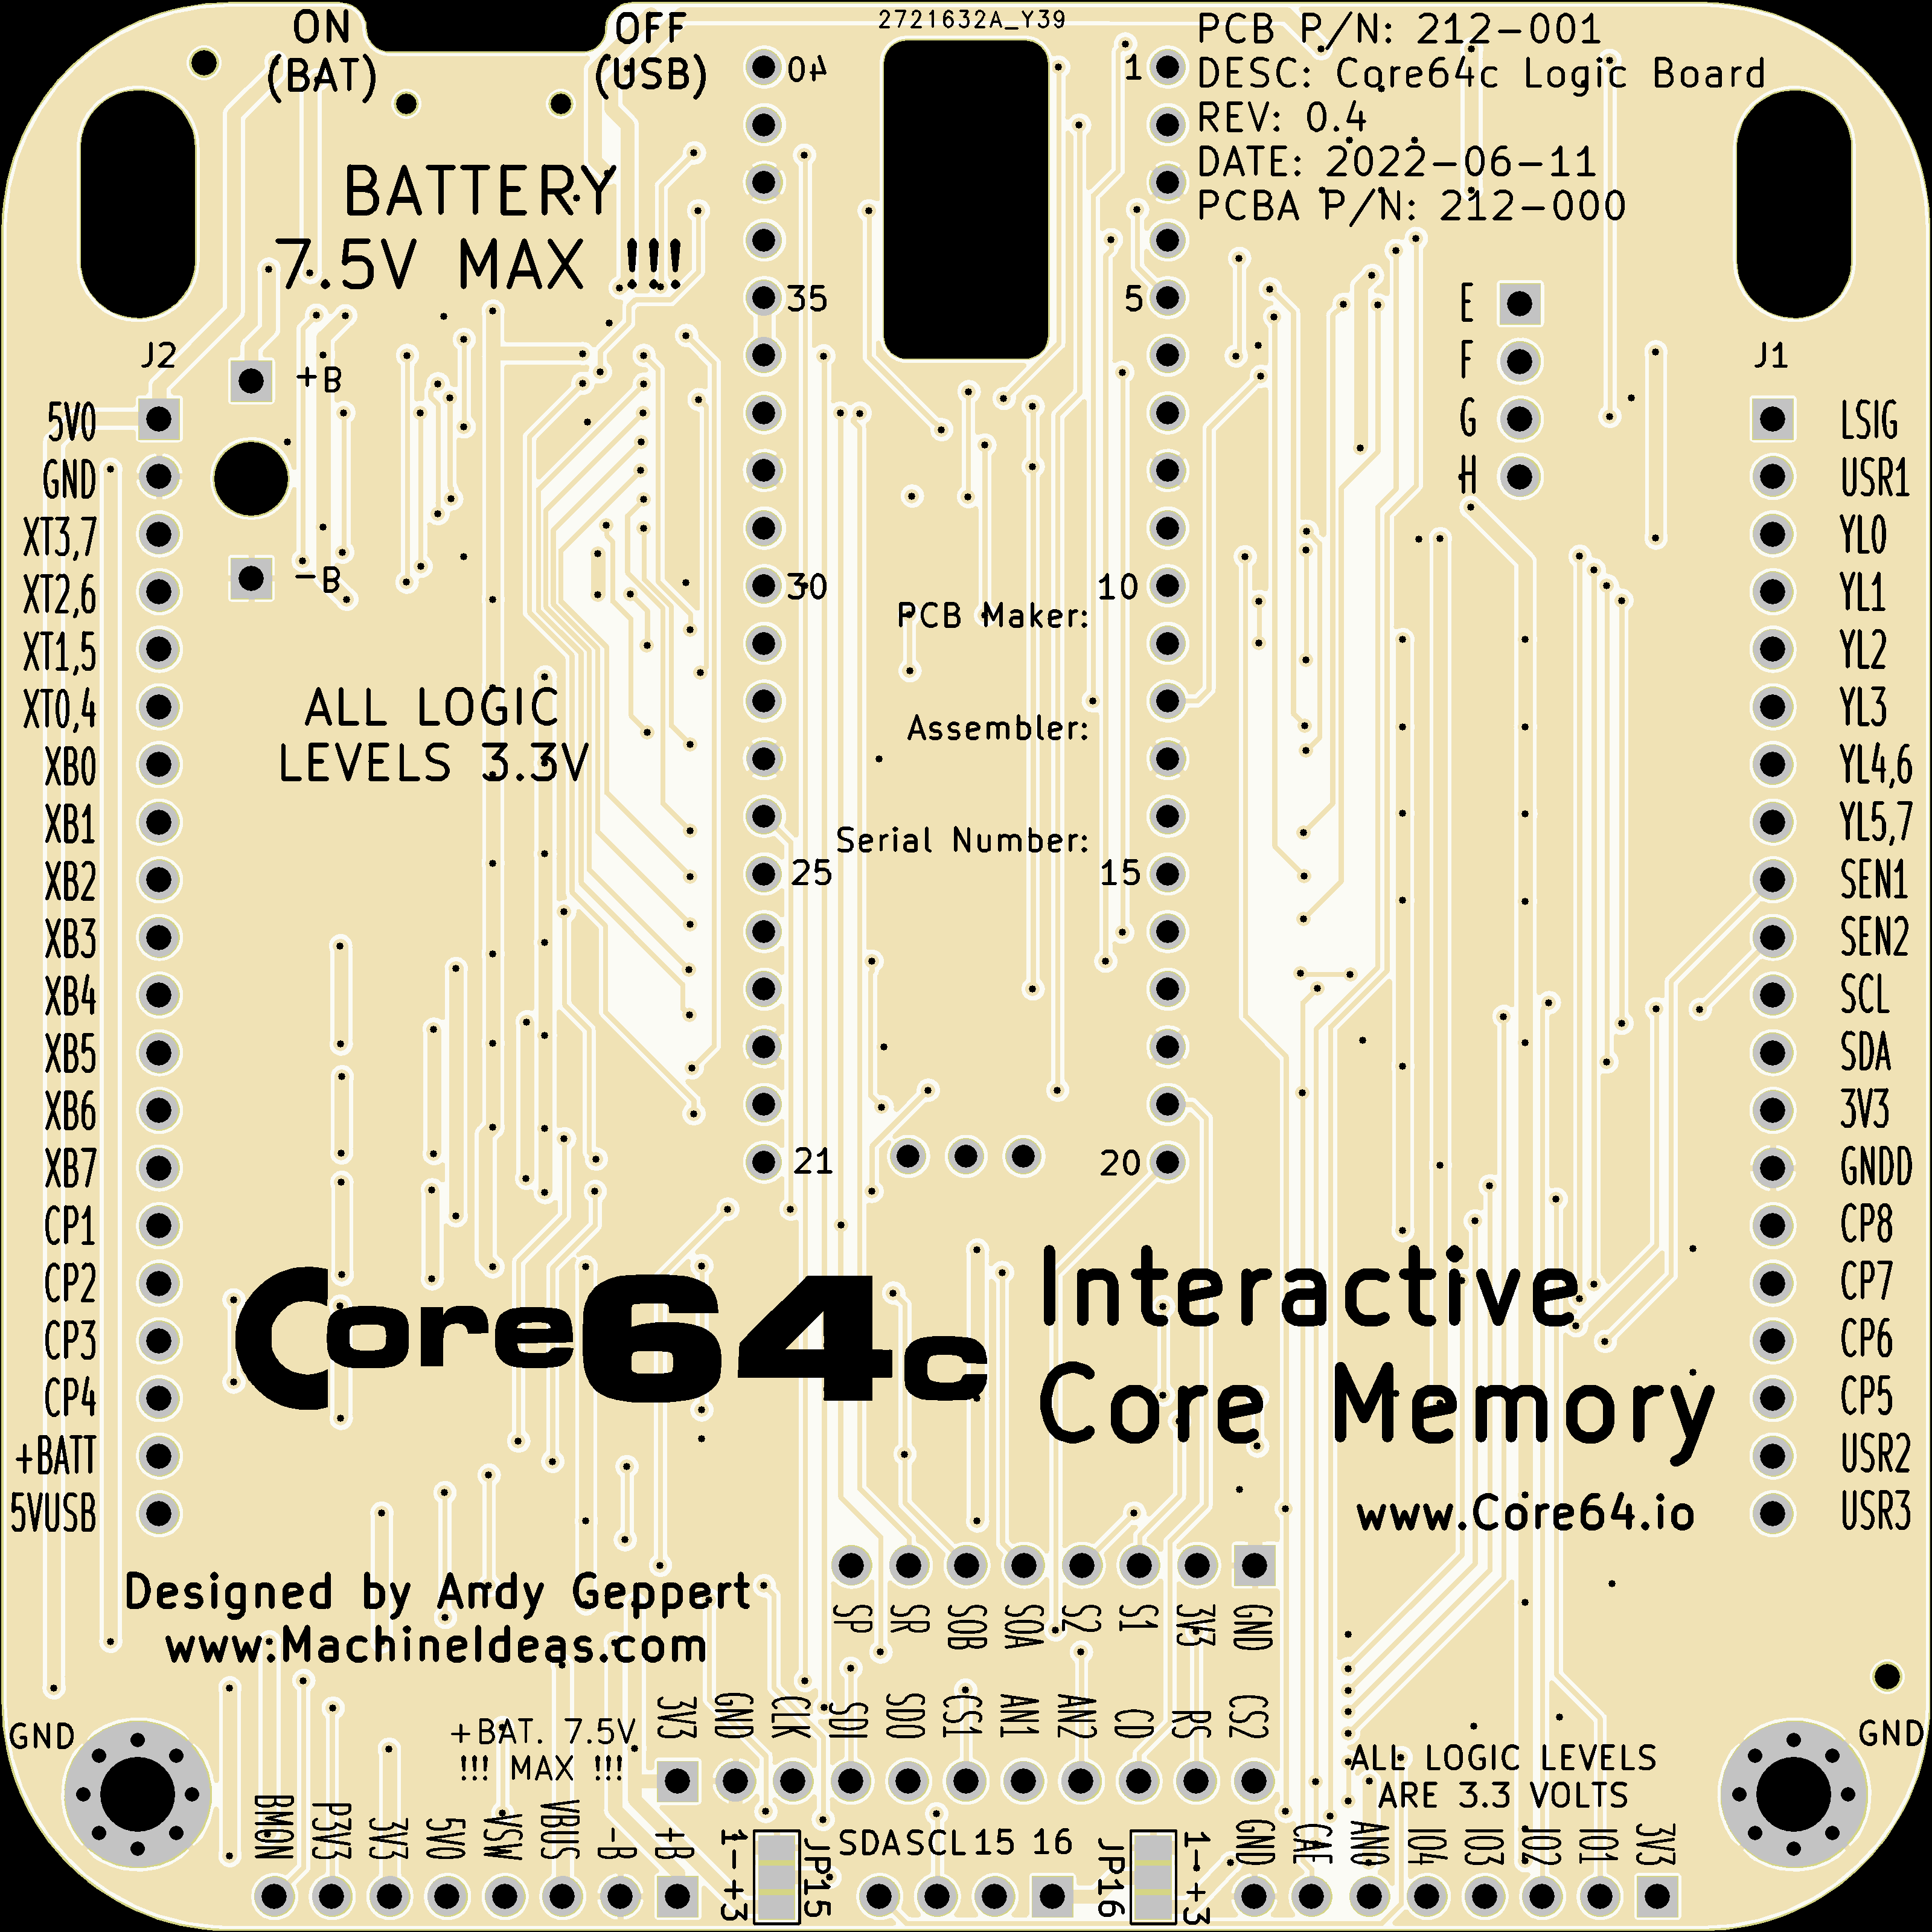 ON
(BAT)
OFF
(USB)
2721632A_Y39
PCB P/N: 212-001
DESC: Core64c Logic Board
REV: 0.4
DATE: 2022-06-11
PCBA P/N: 212-000
BATTERY
7.5V MAX !!!
40
35
30
25
21
1
5
10
15
20
E
F
G
H
J2
+B
-B
5V0
GND
XT3,7
XT2,6
XT1,5
XT0,4
XB0
XB1
XB2
XB3
XB4
XB5
XB6
XB7
CP1
CP2
CP3
CP4
+BATT
5VUSB
J1
LSIG
USR1
YL0
YL1
YL2
YL3
YL4,6
YL5,7
SEN1
SEN2
SCL
SDA
3V3
GNDD
CP8
CP7
CP6
CP5
USR2
USR3
ALL LOGIC
LEVELS 3.3V
PCB Maker:
Assembler:
Serial Number:
Core64c
Interactive
Core Memory
www.Core64.io
Designed by Andy Geppert
www.MachineIdeas.com
SP
SR
SOB
SOA
S2
S1
3V3
GND
3V3
GND
CLK
SDI
SDO
CS1
AN1
AN2
CD
RS
CS2
GND
GND
+BAT. 7.5V
!!! MAX !!!
ALL LOGIC LEVELS
ARE 3.3 VOLTS
BMON
P3V3
3V3
5V0
VSW
VBUS
-B
+B
1-+3
JP15
SDA SCL 15 16
JP16
1-+3
GND
CAE
AN0
IO4
IO3
IO2
IO1
3V3